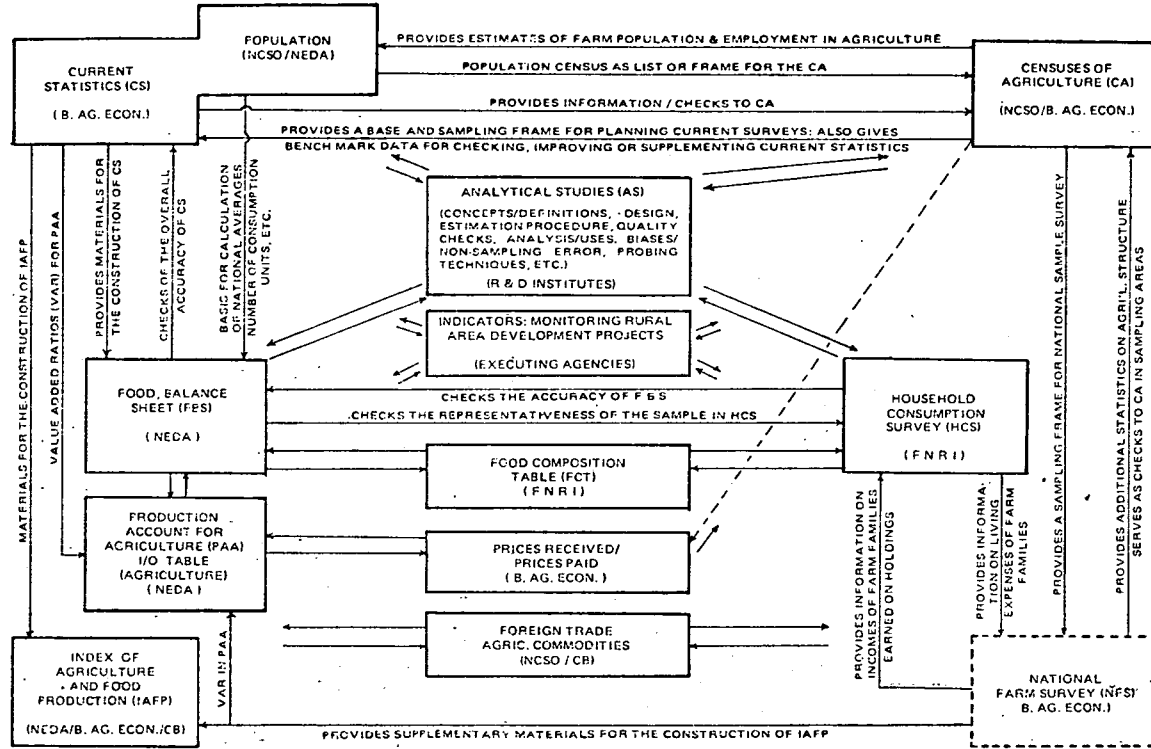 POPULATION
(NCSO/NEDA)
CURRENT
STATISTICS (CS)
( B. AG. ECON.)
CENSUSES OF
AGRICULTURE (CA)
(NCSO/B. AG. ECON.)
PROVIDES ESTIMATES OF FARM POPULATION & EMPLOYMENT IN AGRICULTURE
POPULATION CENSUS AS LIST OR FRAME FOR THE CA
PROVIDES INFORMATION / CHECKS TO CA
PROVIDES A BASE AND SAMPLING FRAME FOR PLANNING CURRENT SURVEYS: ALSO GIVES
BENCH MARK DATA FOR CHECKING, IMPROVING OR SUPPLEMENTING CURRENT STATISTICS
MATERIALS FOR THE CONSTRUCTION OF IAFP
VALUE ADDED RATIOS (VAR) FOR PAA
PROVIDES MATERIALS FOR
THE CONSTRUCTION OF CS
CHECKS OF THE OVERALL
ACCURACY OF CS
BASIS FOR CALCULATION
OF NATIONAL AVERAGES
NUMBER OF CONSUMPTION
UNITS, ETC.
ANALYTICAL STUDIES (AS)
(CONCEPTS/DEFINITIONS, - DESIGN,
ESTIMATION PROCEDURE, QUALITY
CHECKS, ANALYSIS/USES, BIASES/
NON-SAMPLING ERROR, PROBING
TECHNIQUES, ETC.)
(R & D INSTITUTES)
INDICATORS: MONITORING RURAL
AREA DEVELOPMENT PROJECTS
(EXECUTING AGENCIES)
FOOD, BALANCE
SHEET (FBS)
( NEDA )
CHECKS THE ACCURACY OF F B S
CHECKS THE REPRESENTATIVENESS OF THE SAMPLE IN HCS
HOUSEHOLD
CONSUMPTION
SURVEY (HCS)
( F N R I )
FOOD COMPOSITION
TABLE (FCT)
( F N R I )
PRODUCTION
ACCOUNT FOR
AGRICULTURE (PAA)
I/O TABLE
(AGRICULTURE)
( NEDA )
PRICES RECEIVED/
PRICES PAID
( B. AG. ECON. )
FOREIGN TRADE
AGRIC. COMMODITIES
(NCSO / CB)
PROVIDES INFORMATION ON
INCOMES OF FARM FAMILIES
EARNED ON HOLDINGS
PROVIDES INFORMA-
TION ON LIVING
EXPENSES OF FARM
FAMILIES
PROVIDES A SAMPLING FRAME FOR NATIONAL SAMPLE SURVEY
PROVIDES ADDITIONAL STATISTICS ON AGRI'L. STRUCTURE
SERVES AS CHECKS TO CA IN SAMPLING AREAS
INDEX OF
AGRICULTURE
AND FOOD
PRODUCTION (IAFP)
(NEDA/B. AG. ECON./CB)
VAR IN PAA
NATIONAL
FARM SURVEY (NFS)
B. AG. ECON.)
PROVIDES SUPPLEMENTARY MATERIALS FOR THE CONSTRUCTION OF IAFP